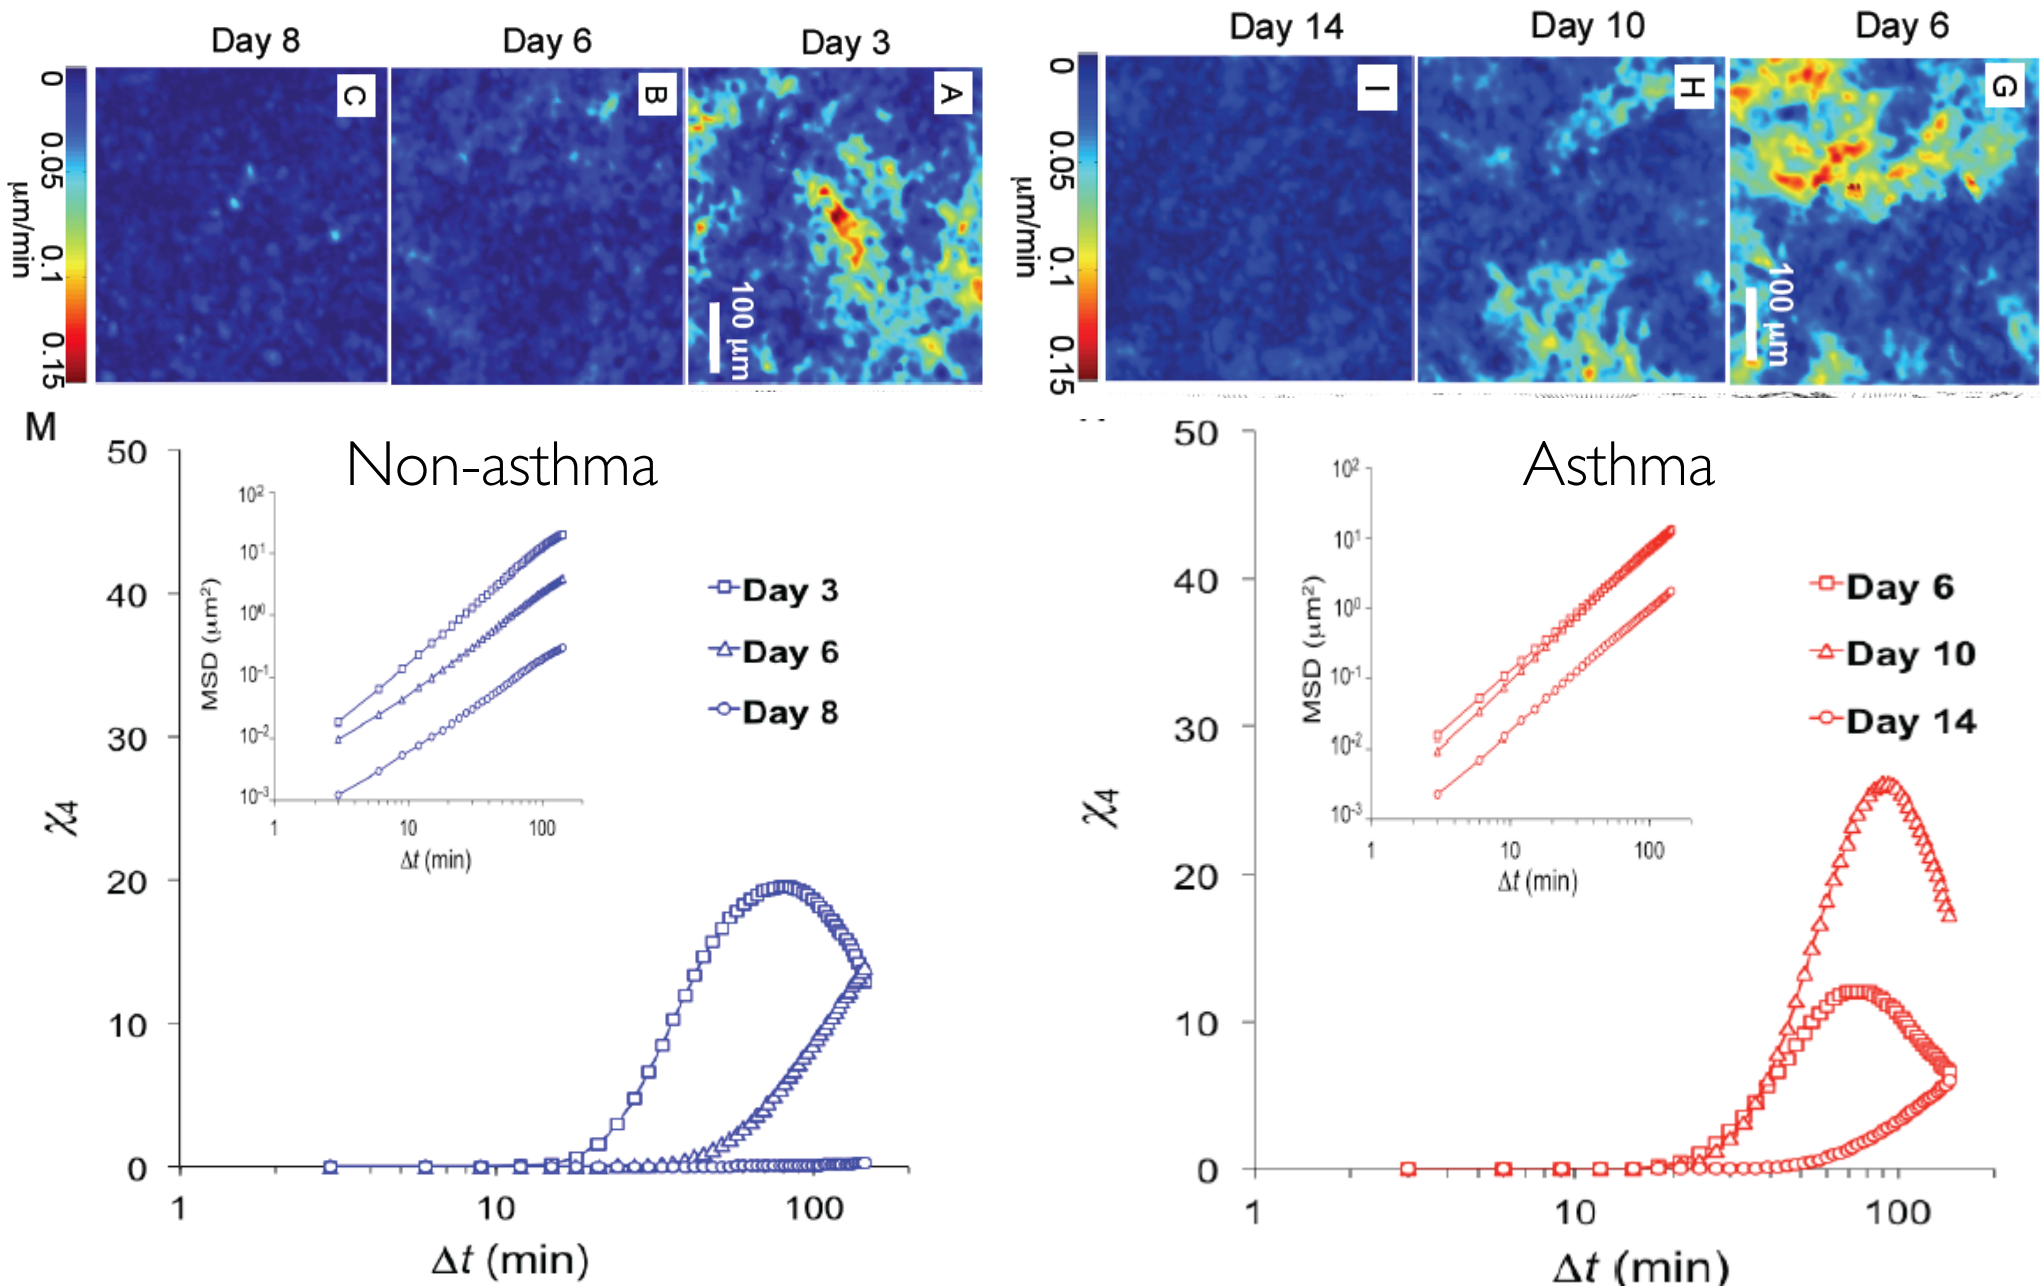 Day 8
Day 6
Day 3
Day 14
Day 10
Day 6
C
B
A
I
H
G
0
0.05
0.1
0.15
μm/min
100 μm
0
0.05
0.1
0.15
μm/min
100 μm
M
Non-asthma
50
40
30
20
10
0
χ4
1
10
100
Δt (min)
10²
10¹
10⁰
10⁻¹
10⁻²
10⁻³
MSD (μm²)
1
10
100
Δt (min)
Day 3
Day 6
Day 8
Asthma
50
40
30
20
10
0
χ4
1
10
100
Δt (min)
10²
10¹
10⁰
10⁻¹
10⁻²
10⁻³
MSD (μm²)
1
10
100
Δt (min)
Day 6
Day 10
Day 14